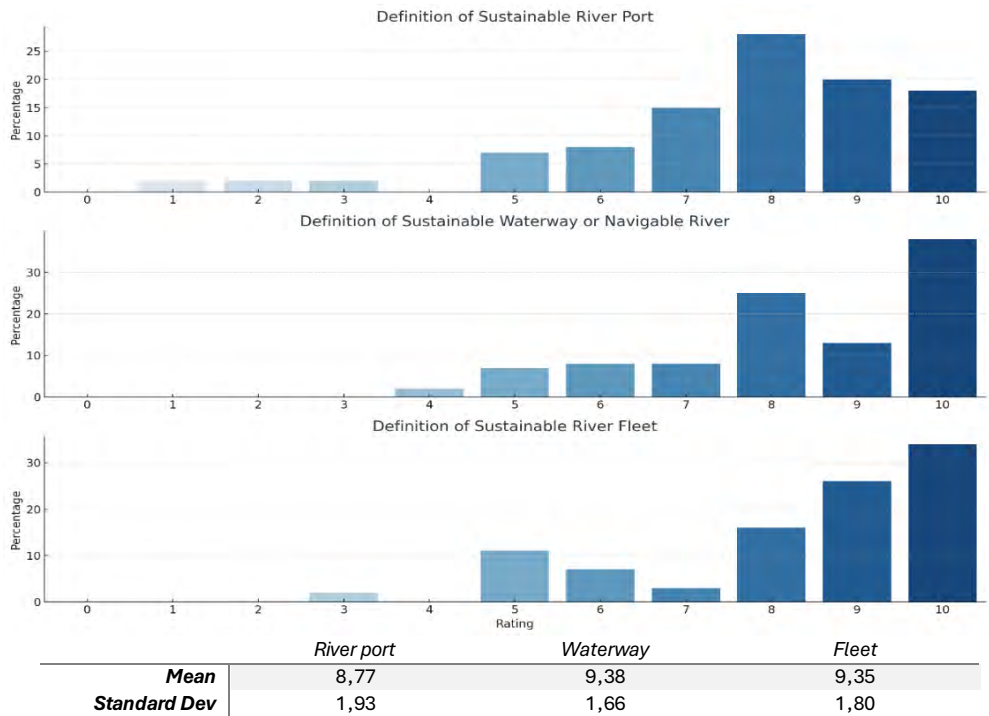 Definition of Sustainable River Port
Percentage
25
20
15
10
5
0
0 1 2 3 4 5 6 7 8 9 10
Definition of Sustainable Waterway or Navigable River
Percentage
30
20
10
0
0 1 2 3 4 5 6 7 8 9 10
Definition of Sustainable River Fleet
Percentage
30
20
10
0
0 1 2 3 4 5 6 7 8 9 10
Rating
River port Waterway Fleet
Mean 8,77 9,38 9,35
Standard Dev 1,93 1,66 1,80